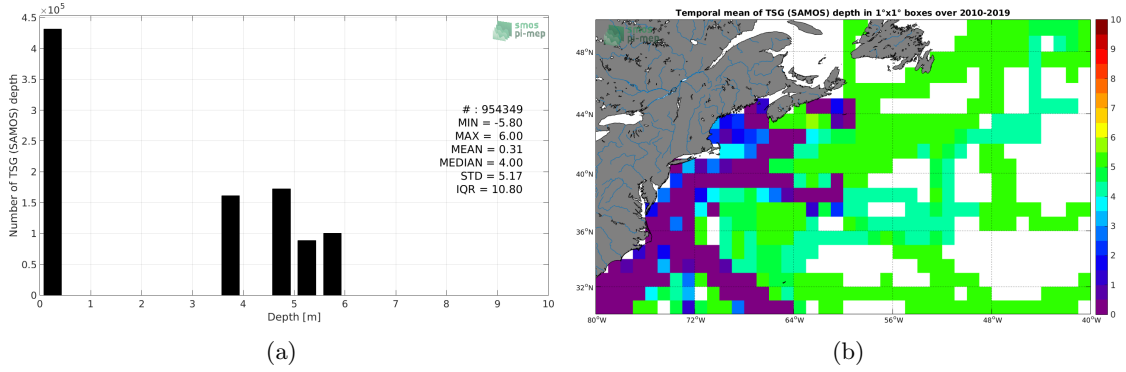 ×10⁵
4.5
4
3.5
3
2.5
2
1.5
1
0.5
0
Number of TSG (SAMOS) depth
smos
pi-mep
# : 954349
MIN = -5.80
MAX = 6.00
MEAN = 0.31
MEDIAN = 4.00
STD = 5.17
IQR = 10.80
0 1 2 3 4 5 6 7 8 9 10
Depth [m]
(a)
Temporal mean of TSG (SAMOS) depth in 1°x1° boxes over 2010-2019
smos
pi-mep
48°N
44°N
40°N
36°N
32°N
80°W 72°W 64°W 56°W 48°W 40°W
10
9
8
7
6
5
4
3
2
1
0
(b)